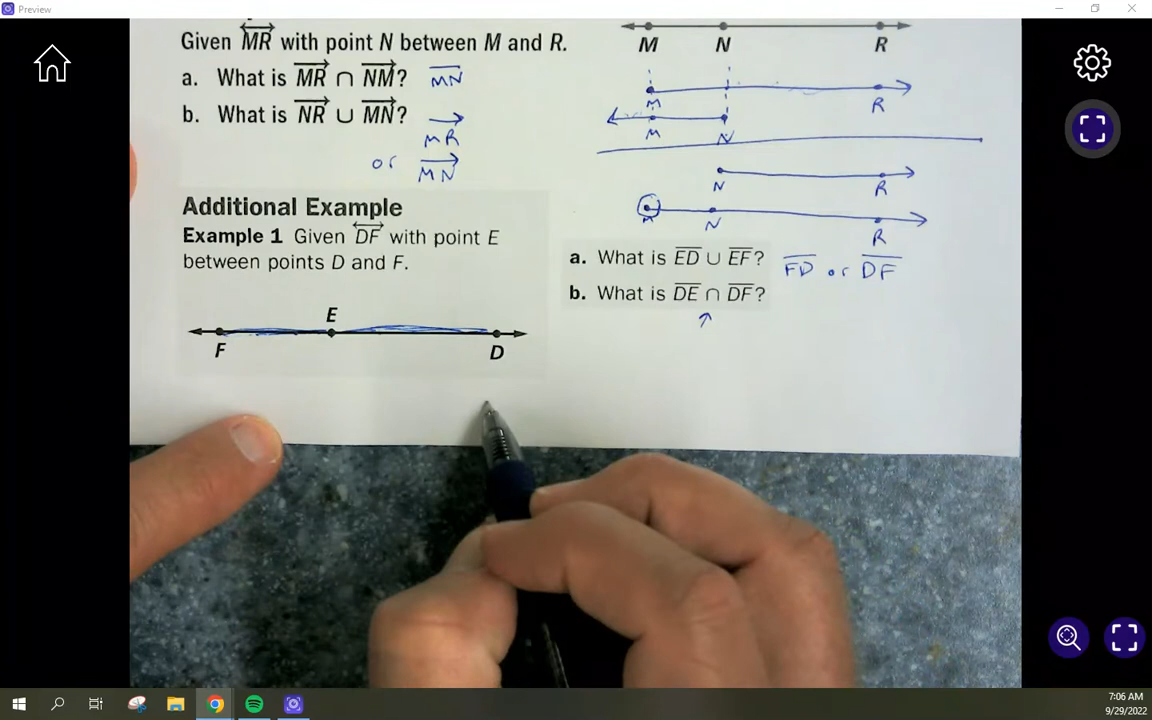 Preview
Given M͡R with point N between M and R.
a. What is MR ∩ NM? MN
b. What is NR ∪ MN?
MR
or MN
M N R
M R
M N
N R
M N R
Additional Example
Example 1 Given DF with point E
between points D and F.
E
F D
a. What is ED ∪ EF? FD or DF
b. What is DE ∩ DF?
↑
7:06 AM
9/29/2022